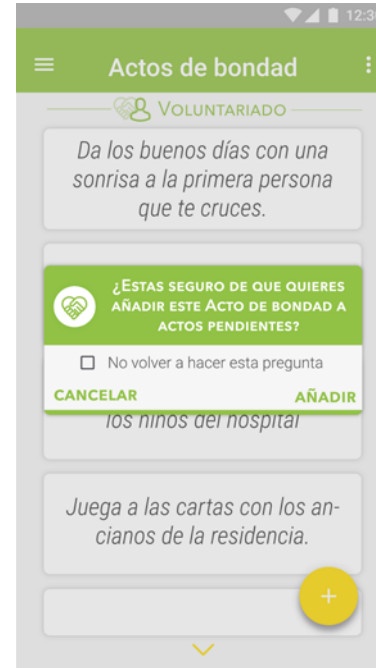 12:30
Actos de bondad
VOLUNTARIADO
Da los buenos días con una
sonrisa a la primera persona
que te cruces.
¿ESTAS SEGURO DE QUE QUIERES
AÑADIR ESTE ACTO DE BONDAD A
ACTOS PENDIENTES?
No volver a hacer esta pregunta
CANCELAR
AÑADIR
los niños del hospital
Juega a las cartas con los an-
cianos de la residencia.